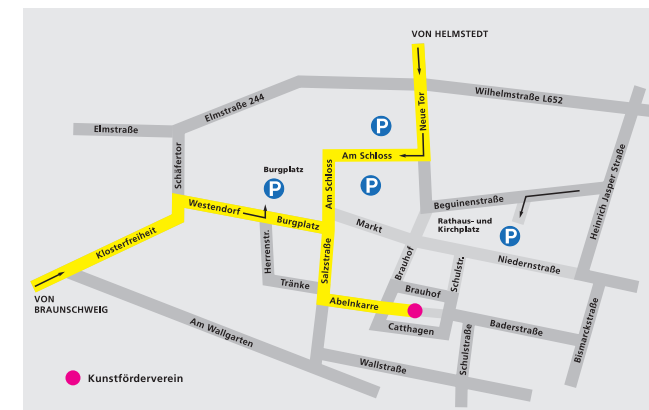 VON HELMSTEDT
Wilhelmstraße L652
Elmstraße 244
Elmstraße
Neue Tor
P
Am Schloss
Schäfertor
Burgplatz
P
P
Am Schloss
Heinrich Jasper Straße
Beguinenstraße
Westendorf
Burgplatz
Markt
Rathaus- und
Kirchplatz
P
Klosterfreiheit
Herrenstr.
Salzstraße
Brauhof
Schulstr.
Niedernstraße
Tränke
Brauhof
VON
BRAUNSCHWEIG
Abelnkarre
Am Wallgarten
Catthagen
Baderstraße
Bismarckstraße
Wallstraße
Schulstraße
Kunstförderverein